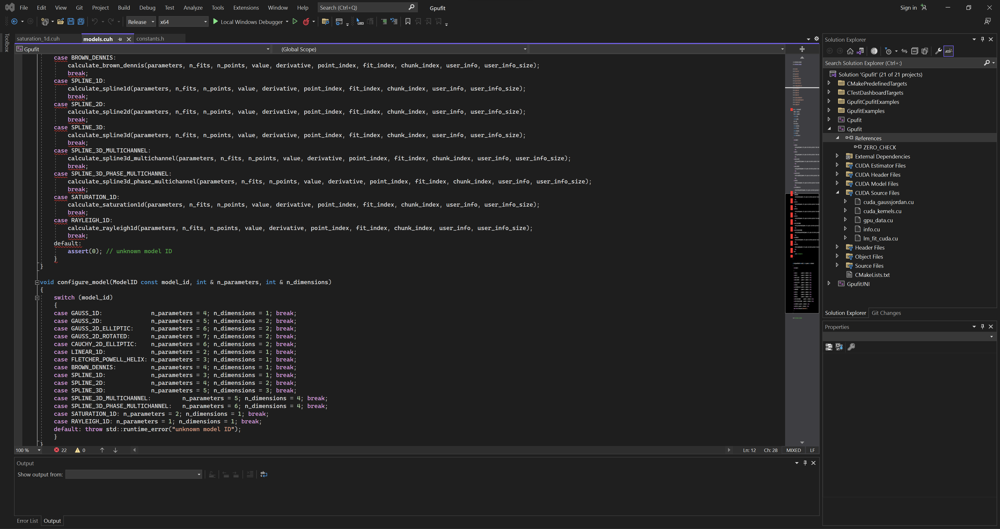 File Edit View Git Project Build Debug Test Analyze Tools Extensions Window Help Search (Ctrl+Q) Gpufit Sign in
Release x64 Local Windows Debugger
Toolbox
saturation_1d.cuh models.cuh constants.h
Gpufit (Global Scope)
case BROWN_DENNIS:
calculate_brown_dennis(parameters, n_fits, n_points, value, derivative, point_index, fit_index, chunk_index, user_info, user_info_size);
break;
case SPLINE_1D:
calculate_spline1d(parameters, n_fits, n_points, value, derivative, point_index, fit_index, chunk_index, user_info, user_info_size);
break;
case SPLINE_2D:
calculate_spline2d(parameters, n_fits, n_points, value, derivative, point_index, fit_index, chunk_index, user_info, user_info_size);
break;
case SPLINE_3D:
calculate_spline3d(parameters, n_fits, n_points, value, derivative, point_index, fit_index, chunk_index, user_info, user_info_size);
break;
case SPLINE_3D_MULTICHANNEL:
calculate_spline3d_multichannel(parameters, n_fits, n_points, value, derivative, point_index, fit_index, chunk_index, user_info, user_info_size);
break;
case SPLINE_3D_PHASE_MULTICHANNEL:
calculate_spline3d_phase_multichannel(parameters, n_fits, n_points, value, derivative, point_index, fit_index, chunk_index, user_info, user_info_size);
break;
case SATURATION_1D:
calculate_saturation1d(parameters, n_fits, n_points, value, derivative, point_index, fit_index, chunk_index, user_info, user_info_size);
break;
case RAYLEIGH_1D:
calculate_rayleigh1d(parameters, n_fits, n_points, value, derivative, point_index, fit_index, chunk_index, user_info, user_info_size);
break;
default:
assert(0); // unknown model ID
}
}
void configure_model(ModelID const model_id, int & n_parameters, int & n_dimensions)
{
switch (model_id)
{
case GAUSS_1D: n_parameters = 4; n_dimensions = 1; break;
case GAUSS_2D: n_parameters = 5; n_dimensions = 2; break;
case GAUSS_2D_ELLIPTIC: n_parameters = 6; n_dimensions = 2; break;
case GAUSS_2D_ROTATED: n_parameters = 7; n_dimensions = 2; break;
case CAUCHY_2D_ELLIPTIC: n_parameters = 6; n_dimensions = 2; break;
case LINEAR_1D: n_parameters = 2; n_dimensions = 1; break;
case FLETCHER_POWELL_HELIX: n_parameters = 3; n_dimensions = 1; break;
case BROWN_DENNIS: n_parameters = 4; n_dimensions = 1; break;
case SPLINE_1D: n_parameters = 3; n_dimensions = 1; break;
case SPLINE_2D: n_parameters = 4; n_dimensions = 2; break;
case SPLINE_3D: n_parameters = 5; n_dimensions = 3; break;
case SPLINE_3D_MULTICHANNEL: n_parameters = 5; n_dimensions = 4; break;
case SPLINE_3D_PHASE_MULTICHANNEL: n_parameters = 6; n_dimensions = 4; break;
case SATURATION_1D: n_parameters = 2; n_dimensions = 1; break;
case RAYLEIGH_1D: n_parameters = 1; n_dimensions = 1; break;
default: throw std::runtime_error("unknown model ID");
}
}
100 % 22 0 Ln: 12 Ch: 28 MIXED LF
Output
Show output from:
Error List Output
Solution Explorer
Search Solution Explorer (Ctrl+:)
Solution 'Gpufit' (21 of 21 projects)
CMakePredefinedTargets
CTestDashboardTargets
GpufitCpufitExamples
GpufitExamples
Cpufit
Gpufit
References
ZERO_CHECK
External Dependencies
CUDA Estimator Files
CUDA Header Files
CUDA Model Files
CUDA Source Files
cuda_gaussjordan.cu
cuda_kernels.cu
gpu_data.cu
info.cu
lm_fit_cuda.cu
Header Files
Object Files
Source Files
CMakeLists.txt
GpufitJNI
Solution Explorer Git Changes
Properties